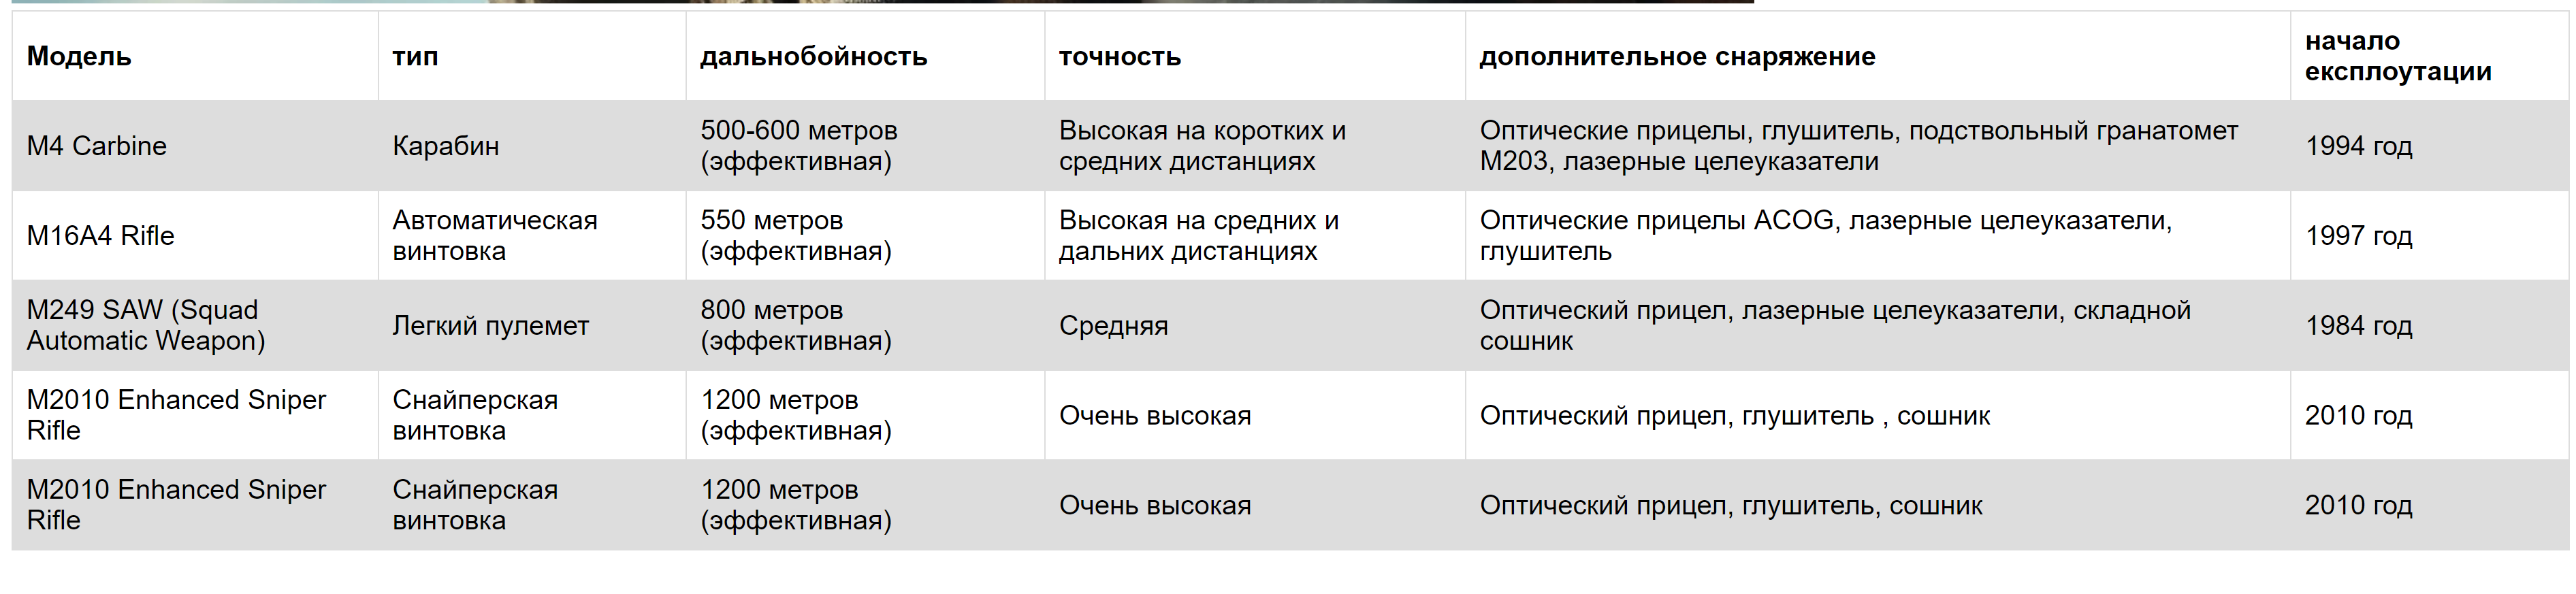 Модель тип дальнобойность точность дополнительное снаряжение начало
експлоутации
M4 Carbine Карабин 500-600 метров
(эффективная) Высокая на коротких и
средних дистанциях Оптические прицелы, глушитель, подствольный гранатомет
M203, лазерные целеуказатели 1994 год
M16A4 Rifle Автоматическая
винтовка 550 метров
(эффективная) Высокая на средних и
дальних дистанциях Оптические прицелы ACOG, лазерные целеуказатели,
глушитель 1997 год
M249 SAW (Squad
Automatic Weapon) Легкий пулемет 800 метров
(эффективная) Средняя Оптический прицел, лазерные целеуказатели, складной
сошник 1984 год
M2010 Enhanced Sniper
Rifle Снайперская
винтовка 1200 метров
(эффективная) Очень высокая Оптический прицел, глушитель , сошник 2010 год
M2010 Enhanced Sniper
Rifle Снайперская
винтовка 1200 метров
(эффективная) Очень высокая Оптический прицел, глушитель, сошник 2010 год